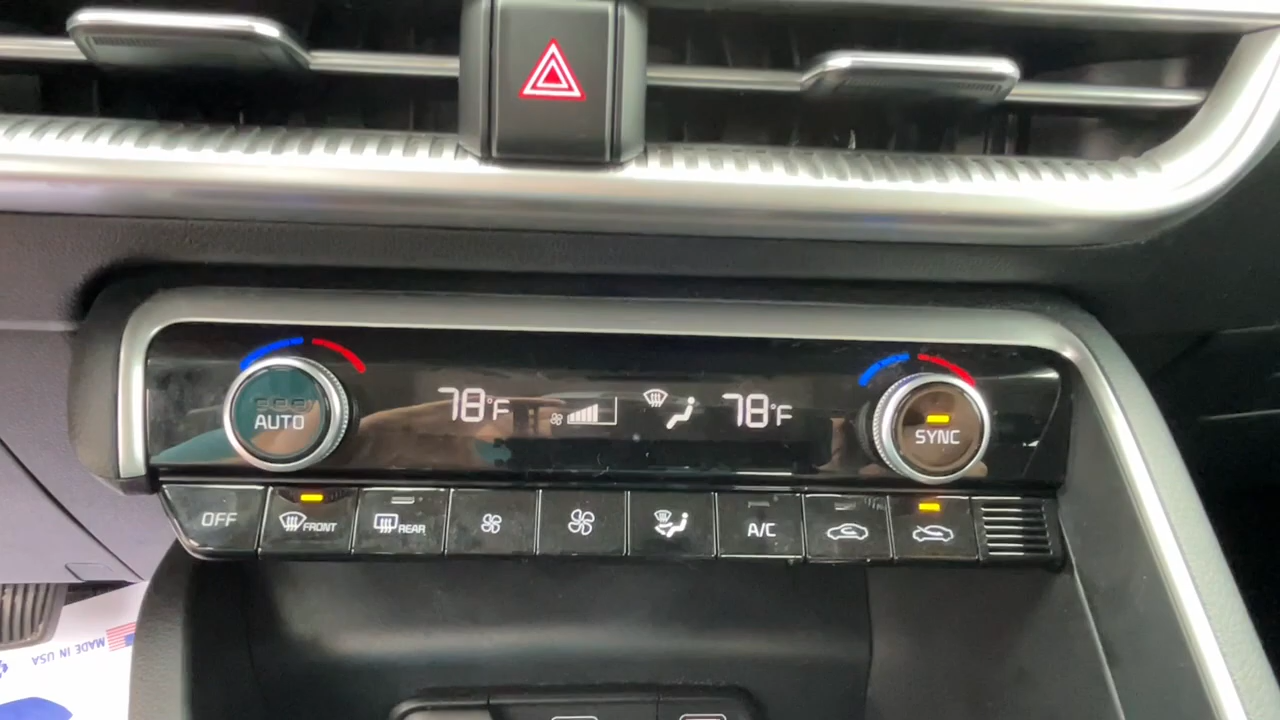 AUTO
78°F
78°F
SYNC
OFF
FRONT
REAR
A/C
MADE IN USA